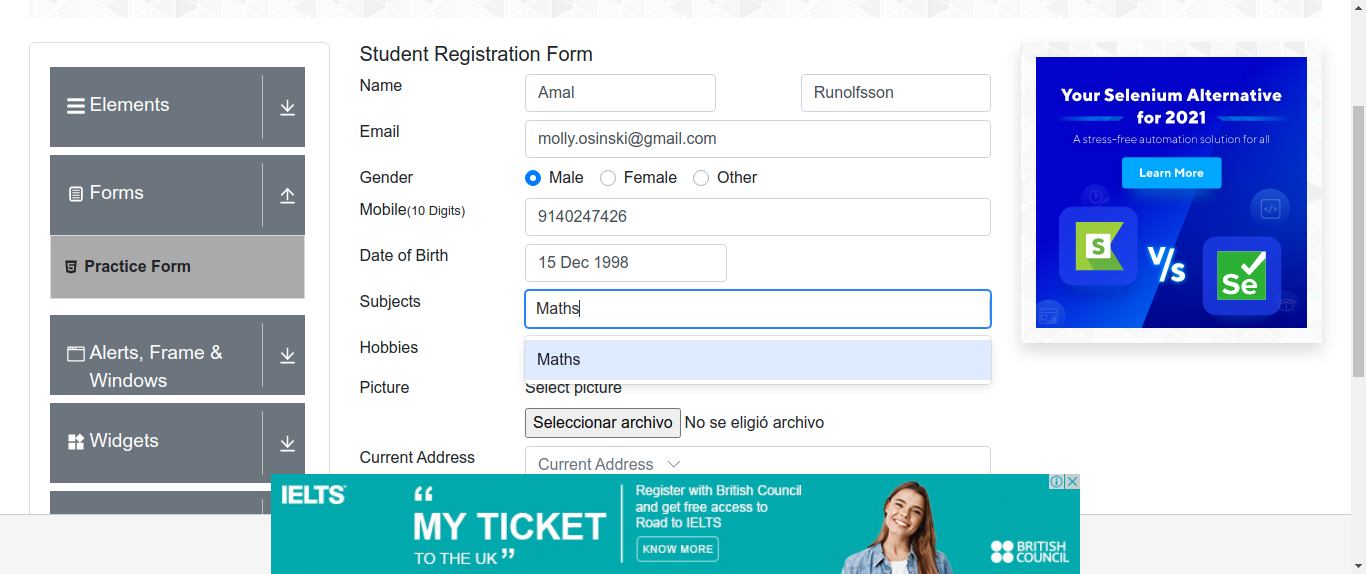 Elements
Forms
Practice Form
Alerts, Frame &
Windows
Widgets
Student Registration Form
Name
Amal
Runolfsson
Email
molly.osinski@gmail.com
Gender
Male
Female
Other
Mobile(10 Digits)
9140247426
Date of Birth
15 Dec 1998
Subjects
Maths
Hobbies
Maths
Picture
Select picture
Seleccionar archivo
No se eligió archivo
Current Address
Current Address
Your Selenium Alternative
for 2021
A stress-free automation solution for all
Learn More
S
V/S
Se
IELTS™
“
MY TICKET
TO THE UK ”
Register with British Council
and get free access to
Road to IELTS
KNOW MORE
BRITISH
COUNCIL